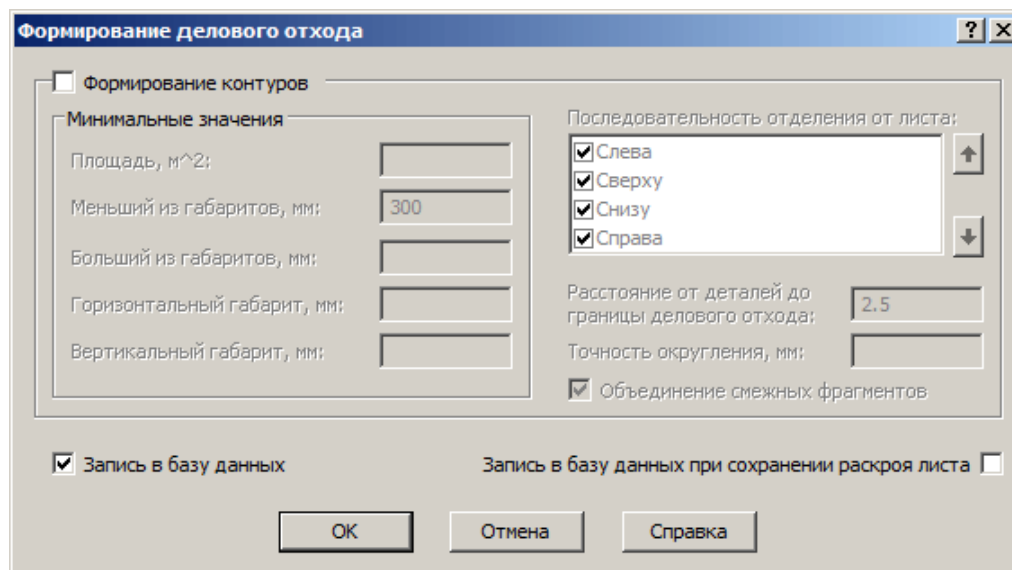 Формирование делового отхода
Формирование контуров
Минимальные значения
Площадь, м^2:
Меньший из габаритов, мм:
300
Больший из габаритов, мм:
Горизонтальный габарит, мм:
Вертикальный габарит, мм:
Последовательность отделения от листа:
Слева
Сверху
Снизу
Справа
Расстояние от деталей до
границы делового отхода:
2.5
Точность округления, мм:
Объединение смежных фрагментов
Запись в базу данных
Запись в базу данных при сохранении раскроя листа
OK
Отмена
Справка